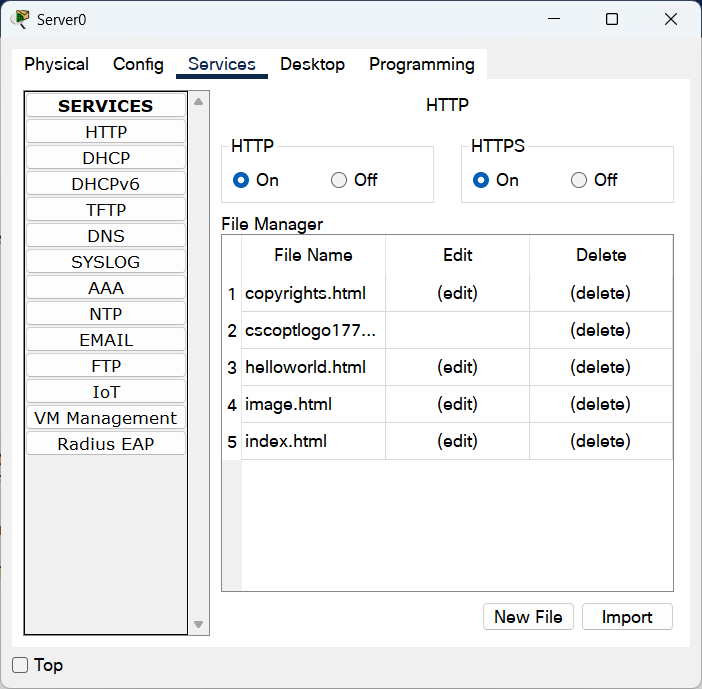 Server0
Physical Config Services Desktop Programming
SERVICES
HTTP
DHCP
DHCPv6
TFTP
DNS
SYSLOG
AAA
NTP
EMAIL
FTP
IoT
VM Management
Radius EAP
HTTP
HTTP HTTPS
On Off On Off
File Manager
File Name Edit Delete
1 copyrights.html (edit) (delete)
2 cscoptlogo177... (delete)
3 helloworld.html (edit) (delete)
4 image.html (edit) (delete)
5 index.html (edit) (delete)
New File Import
Top